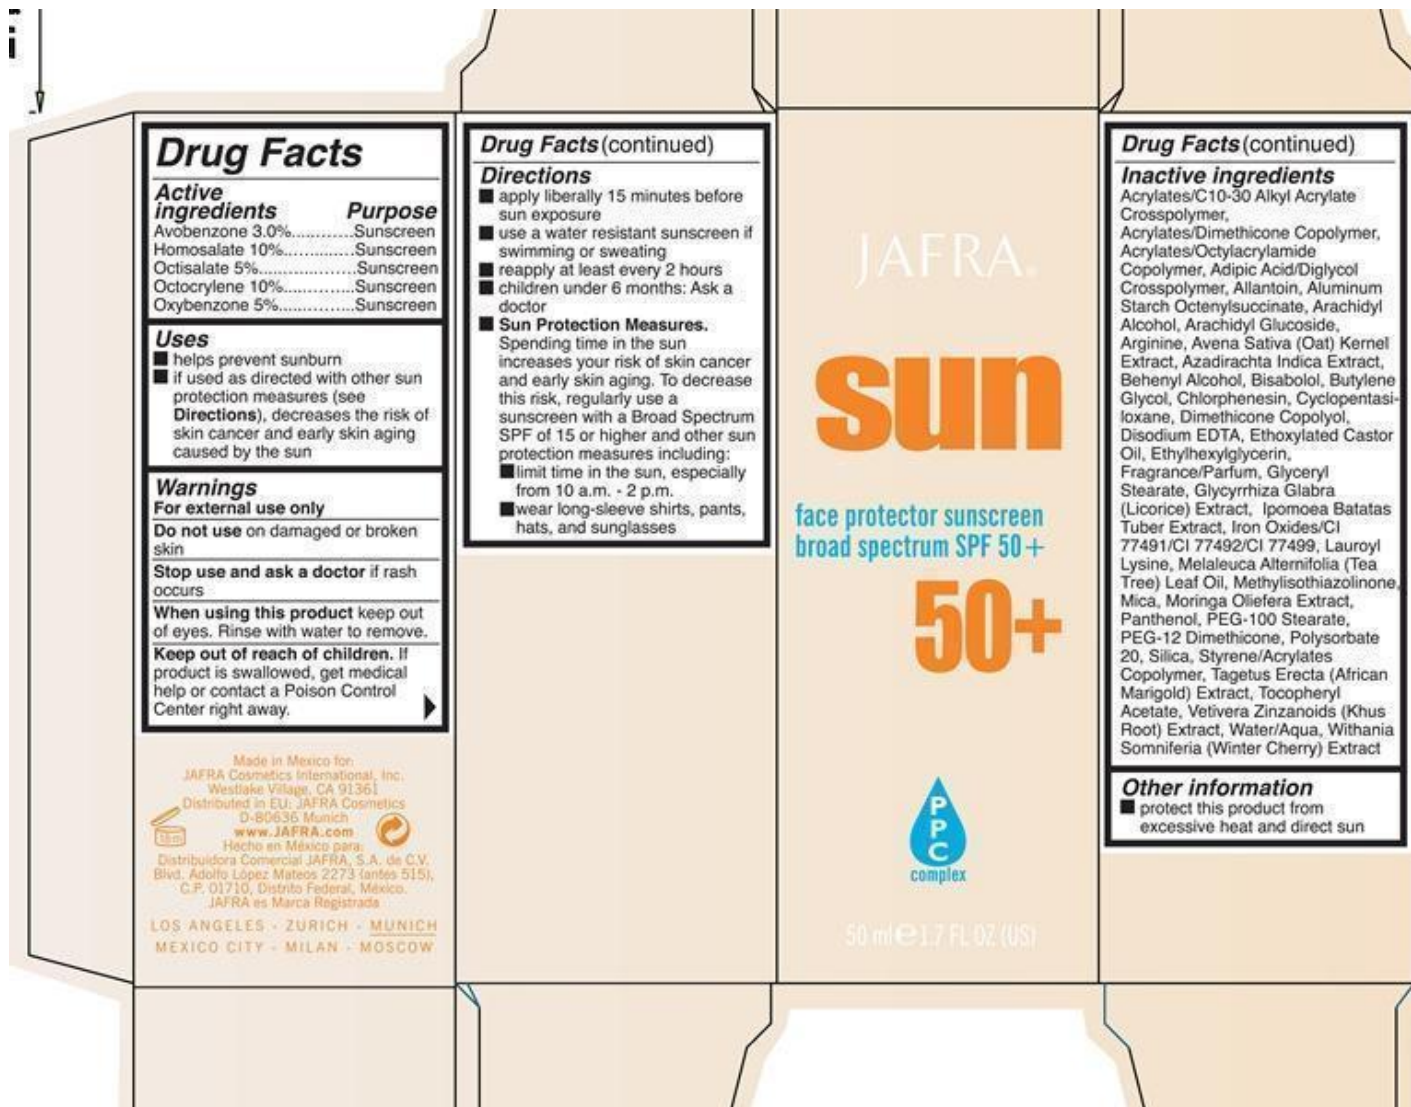 Drug Facts
Active
ingredients Purpose
Avobenzone 3.0%..............Sunscreen
Homosalate 10%..............Sunscreen
Octisalate 5%...................Sunscreen
Octocrylene 10%..............Sunscreen
Oxybenzone 5%...............Sunscreen
Uses
■ helps prevent sunburn
■ if used as directed with other sun
protection measures (see
Directions), decreases the risk of
skin cancer and early skin aging
caused by the sun
Warnings
For external use only
Do not use on damaged or broken
skin
Stop use and ask a doctor if rash
occurs
When using this product keep out
of eyes. Rinse with water to remove.
Keep out of reach of children. If
product is swallowed, get medical
help or contact a Poison Control
Center right away.
Made in Mexico for:
JAFRA Cosmetics International, Inc.
Westlake Village, CA 91361
Distributed in EU: JAFRA Cosmetics
D-80636 Munich
www.JAFRA.com
18m
Hecho en México para:
Distribuidora Comercial JAFRA, S.A. de C.V.
Blvd. Adolfo López Mateos 2273 (antes 515),
C.P. 01710, Distrito Federal, México.
JAFRA es Marca Registrada
LOS ANGELES - ZURICH - MUNICH
MEXICO CITY - MILAN - MOSCOW
Drug Facts (continued)
Directions
■ apply liberally 15 minutes before
sun exposure
■ use a water resistant sunscreen if
swimming or sweating
■ reapply at least every 2 hours
■ children under 6 months: Ask a
doctor
■ Sun Protection Measures.
Spending time in the sun
increases your risk of skin cancer
and early skin aging. To decrease
this risk, regularly use a
sunscreen with a Broad Spectrum
SPF of 15 or higher and other sun
protection measures including:
■ limit time in the sun, especially
from 10 a.m. - 2 p.m.
■ wear long-sleeve shirts, pants,
hats, and sunglasses
JAFRA®
sun
face protector sunscreen
broad spectrum SPF 50+
50+
P
P
C
complex
50 ml ℮ 1.7 FL OZ (US)
Drug Facts (continued)
Inactive ingredients
Acrylates/C10-30 Alkyl Acrylate
Crosspolymer,
Acrylates/Dimethicone Copolymer,
Acrylates/Octylacrylamide
Copolymer, Adipic Acid/Diglycol
Crosspolymer, Allantoin, Aluminum
Starch Octenylsuccinate, Arachidyl
Alcohol, Arachidyl Glucoside,
Arginine, Avena Sativa (Oat) Kernel
Extract, Azadirachta Indica Extract,
Behenyl Alcohol, Bisabolol, Butylene
Glycol, Chlorphenesin, Cyclopentasi-
loxane, Dimethicone Copolyol,
Disodium EDTA, Ethoxylated Castor
Oil, Ethylhexylglycerin,
Fragrance/Parfum, Glyceryl
Stearate, Glycyrrhiza Glabra
(Licorice) Extract, Ipomoea Batatas
Tuber Extract, Iron Oxides/CI
77491/CI 77492/CI 77499, Lauroyl
Lysine, Melaleuca Alternifolia (Tea
Tree) Leaf Oil, Methylisothiazolinone,
Mica, Moringa Oliefera Extract,
Panthenol, PEG-100 Stearate,
PEG-12 Dimethicone, Polysorbate
20, Silica, Styrene/Acrylates
Copolymer, Tagetus Erecta (African
Marigold) Extract, Tocopheryl
Acetate, Vetivera Zinzanoids (Khus
Root) Extract, Water/Aqua, Withania
Somniferia (Winter Cherry) Extract
Other information
■ protect this product from
excessive heat and direct sun